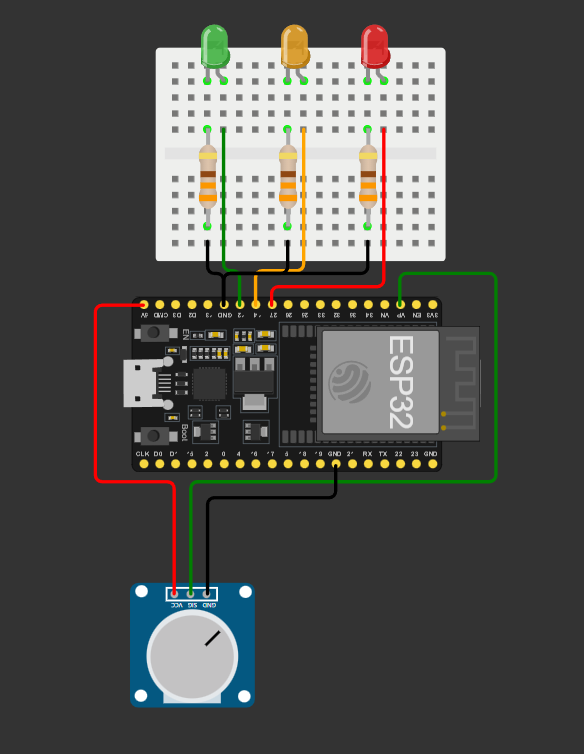 5V CMD D3 D2 13 GND 12 14 27 26 25 33 32 35 34 VN VP EN 3V3
EN
ESP32
Boot
CLK D0 D1 15 2 0 4 16 17 5 18 19 GND 21 RX TX 22 23 GND
VCC SIG GND